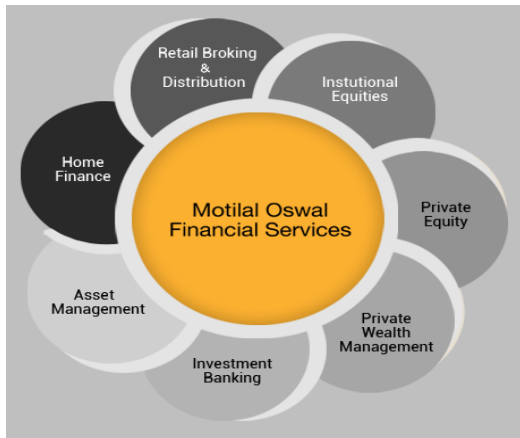 Retail Broking
&
Distribution
Instutional
Equities
Home
Finance
Motilal Oswal
Financial Services
Private
Equity
Asset
Management
Private
Wealth
Management
Investment
Banking